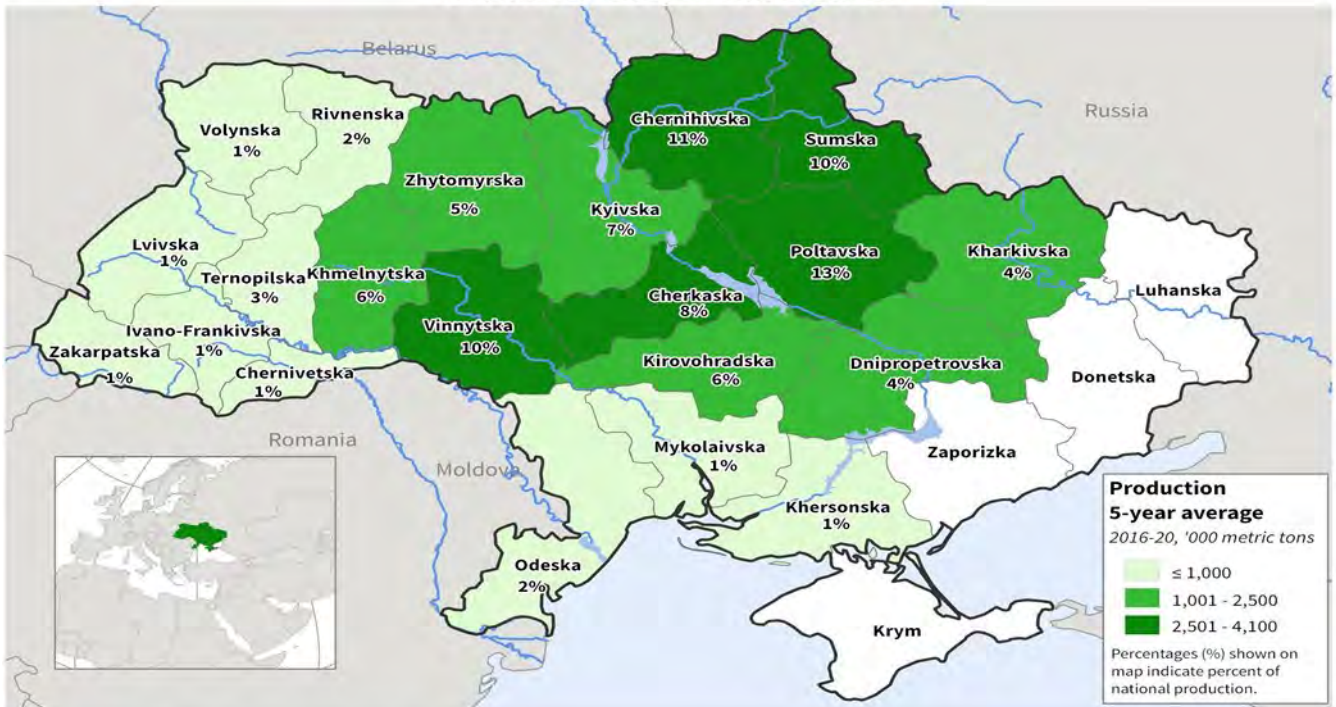 Belarus
Russia
Volynska
1%
Rivnenska
2%
Chernihivska
11%
Sumska
10%
Zhytomyrska
5%
Kyivska
7%
Lvivska
1%
Ternopilska
3%
Khmelnytska
6%
Vinnytska
10%
Cherkaska
8%
Poltavska
13%
Kharkivska
4%
Luhanska
Ivano-Frankivska
1%
Zakarpatska
1%
Chernivetska
1%
Kirovohradska
6%
Dnipropetrovska
4%
Donetska
Romania
Moldova
Mykolaivska
1%
Zaporizka
Khersonska
1%
Odeska
2%
Krym
Production
5-year average
2016-20, '000 metric tons
≤ 1,000
1,001 - 2,500
2,501 - 4,100
Percentages (%) shown on
map indicate percent of
national production.